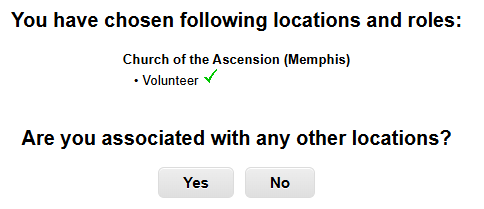 You have chosen following locations and roles:
Church of the Ascension (Memphis)
• Volunteer
Are you associated with any other locations?
Yes No